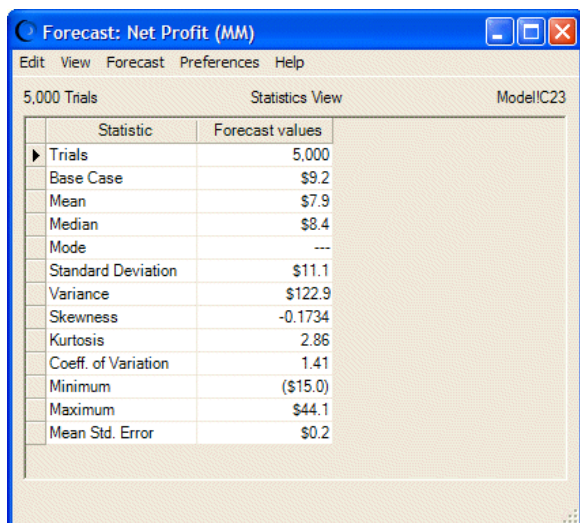 Forecast: Net Profit (MM)
Edit View Forecast Preferences Help
5,000 Trials Statistics View Model!C23
Statistic Forecast values
Trials 5,000
Base Case $9.2
Mean $7.9
Median $8.4
Mode ---
Standard Deviation $11.1
Variance $122.9
Skewness -0.1734
Kurtosis 2.86
Coeff. of Variation 1.41
Minimum ($15.0)
Maximum $44.1
Mean Std. Error $0.2